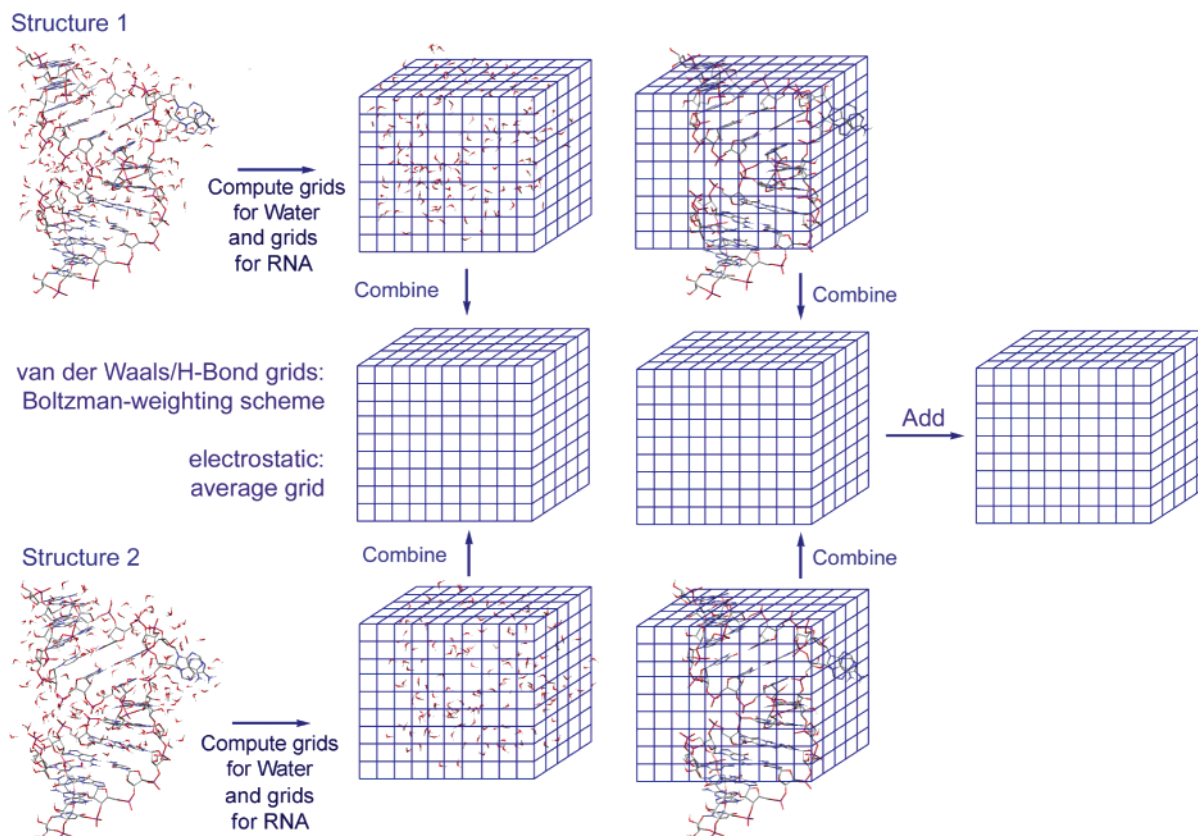 Structure 1
Compute grids
for Water
and grids
for RNA
Combine
Combine
van der Waals/H-Bond grids:
Boltzman-weighting scheme
electrostatic:
average grid
Add
Structure 2
Combine
Combine
Compute grids
for Water
and grids
for RNA